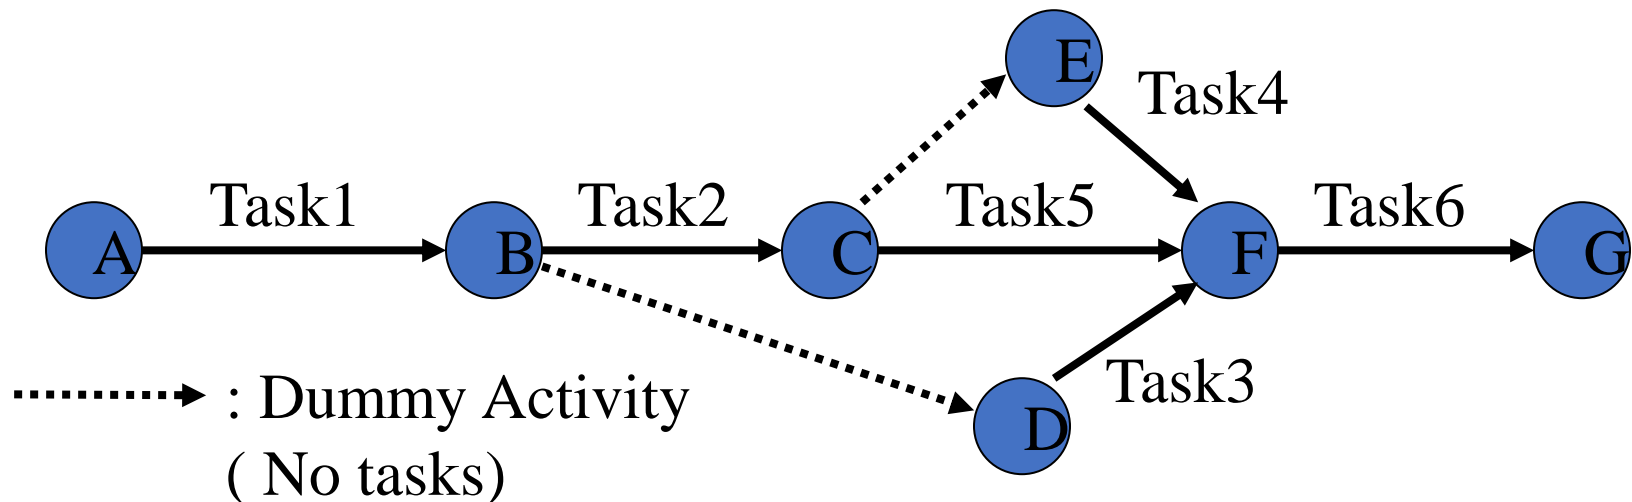 E
Task4
Task1
Task2
Task5
Task6
A
B
C
F
G
Task3
: Dummy Activity
D
( No tasks)